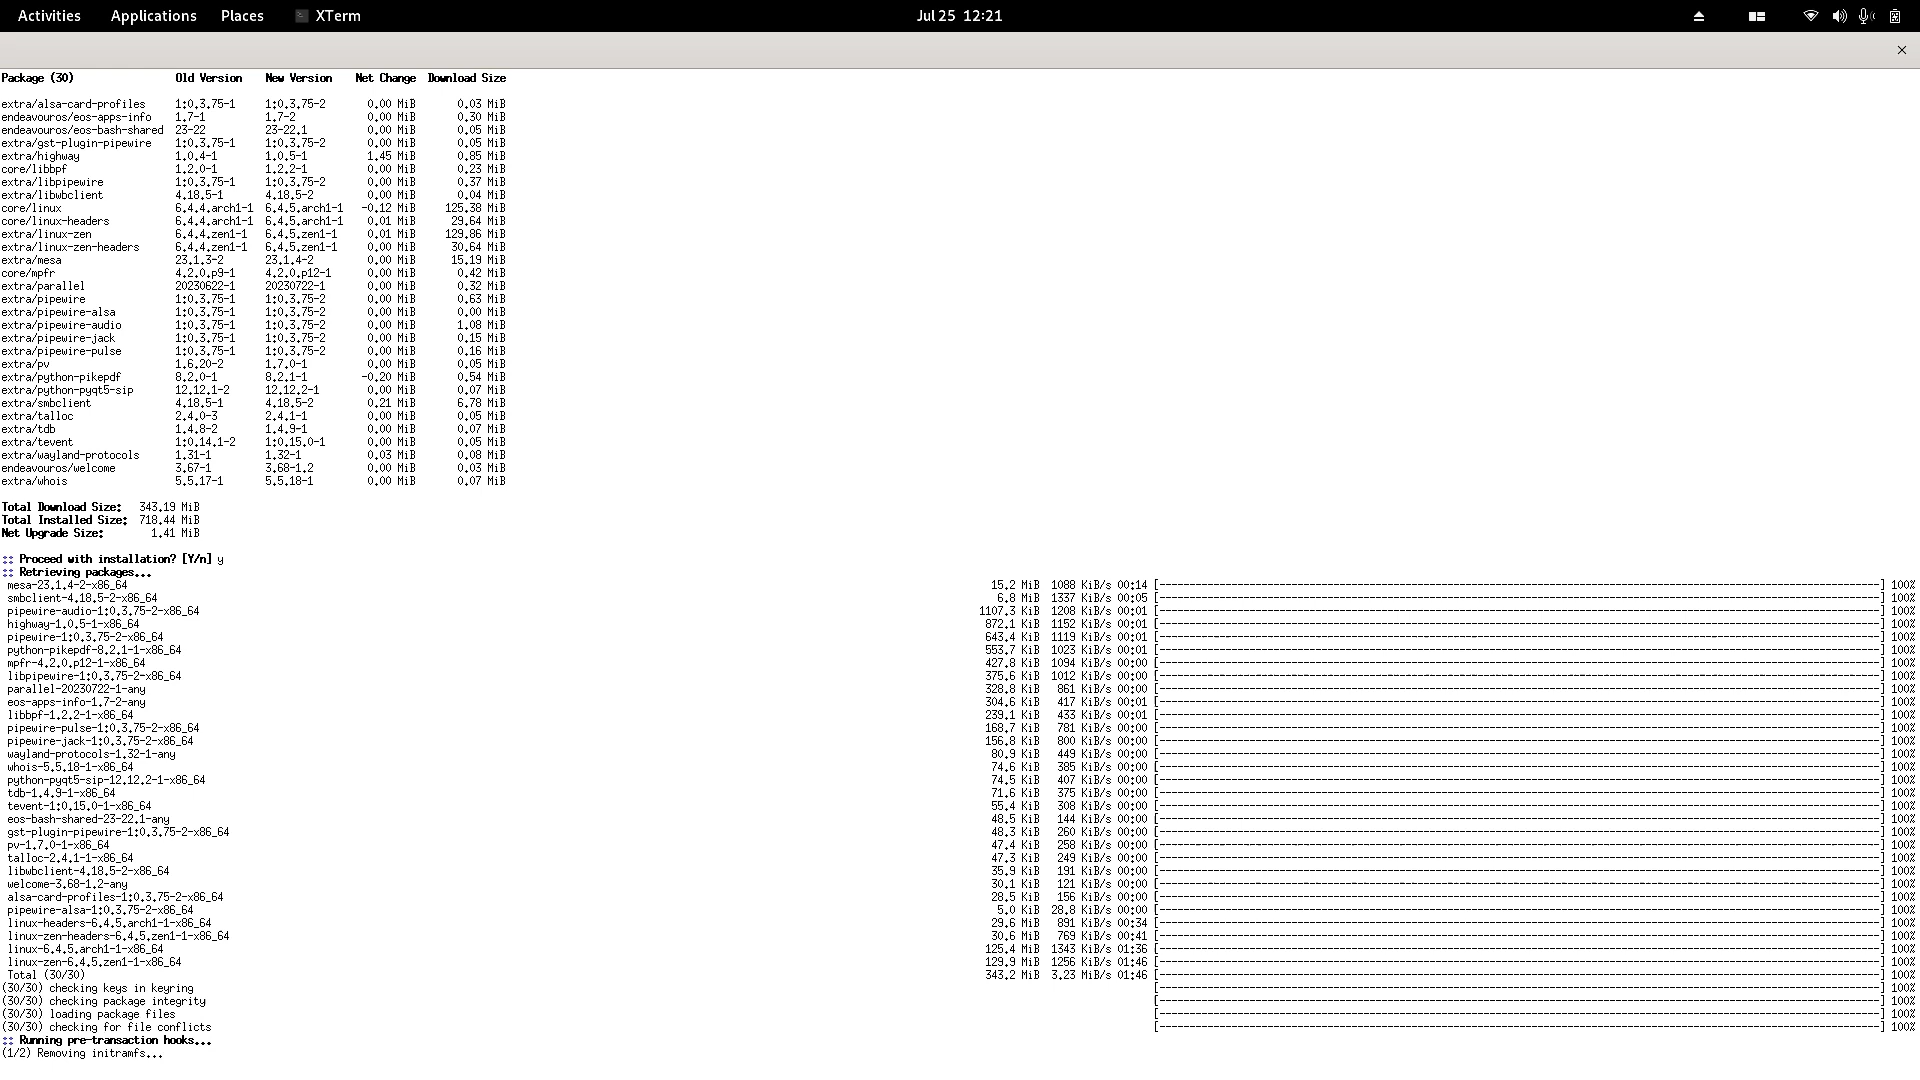 Activities Applications Places XTerm Jul 25 12:21
Package (30) Old Version New Version Net Change Download Size
extra/alsa-card-profiles 1:0.3.75-1 1:0.3.75-2 0.00 MiB 0.03 MiB
endeavouros/eos-apps-info 1.7-1 1.7-2 0.00 MiB 0.30 MiB
endeavouros/eos-bash-shared 23-22 23-22.1 0.00 MiB 0.05 MiB
extra/gst-plugin-pipewire 1:0.3.75-1 1:0.3.75-2 0.00 MiB 0.05 MiB
extra/highway 1.0.4-1 1.0.5-1 1.45 MiB 0.85 MiB
core/libbpf 1.2.0-1 1.2.2-1 0.00 MiB 0.23 MiB
extra/libpipewire 1:0.3.75-1 1:0.3.75-2 0.00 MiB 0.37 MiB
extra/libwbclient 4.18.5-1 4.18.5-2 0.00 MiB 0.04 MiB
core/linux 6.4.4.arch1-1 6.4.5.arch1-1 -0.12 MiB 125.38 MiB
core/linux-headers 6.4.4.arch1-1 6.4.5.arch1-1 0.01 MiB 29.64 MiB
extra/linux-zen 6.4.4.zen1-1 6.4.5.zen1-1 0.01 MiB 129.86 MiB
extra/linux-zen-headers 6.4.4.zen1-1 6.4.5.zen1-1 0.00 MiB 30.64 MiB
extra/mesa 23.1.3-2 23.1.4-2 0.00 MiB 15.19 MiB
core/mpfr 4.2.0.p9-1 4.2.0.p12-1 0.00 MiB 0.42 MiB
extra/parallel 20230622-1 20230722-1 0.00 MiB 0.32 MiB
extra/pipewire 1:0.3.75-1 1:0.3.75-2 0.00 MiB 0.63 MiB
extra/pipewire-alsa 1:0.3.75-1 1:0.3.75-2 0.00 MiB 0.00 MiB
extra/pipewire-audio 1:0.3.75-1 1:0.3.75-2 0.00 MiB 1.08 MiB
extra/pipewire-jack 1:0.3.75-1 1:0.3.75-2 0.00 MiB 0.15 MiB
extra/pipewire-pulse 1:0.3.75-1 1:0.3.75-2 0.00 MiB 0.16 MiB
extra/pv 1.6.20-2 1.7.0-1 0.00 MiB 0.05 MiB
extra/python-pikepdf 8.2.0-1 8.2.1-1 -0.20 MiB 0.54 MiB
extra/python-pyqt5-sip 12.12.1-2 12.12.2-1 0.00 MiB 0.07 MiB
extra/smbclient 4.18.5-1 4.18.5-2 0.21 MiB 6.78 MiB
extra/talloc 2.4.0-3 2.4.1-1 0.00 MiB 0.05 MiB
extra/tdb 1.4.8-2 1.4.9-1 0.00 MiB 0.07 MiB
extra/tevent 1:0.14.1-2 1:0.15.0-1 0.00 MiB 0.05 MiB
extra/wayland-protocols 1.31-1 1.32-1 0.03 MiB 0.08 MiB
endeavouros/welcome 3.67-1 3.68-1.2 0.00 MiB 0.03 MiB
extra/whois 5.5.17-1 5.5.18-1 0.00 MiB 0.07 MiB
Total Download Size: 343.19 MiB
Total Installed Size: 718.44 MiB
Net Upgrade Size: 1.41 MiB
:: Proceed with installation? [Y/n] y
:: Retrieving packages...
mesa-23.1.4-2-x86_64 15.2 MiB 1088 KiB/s 00:14 [----] 100%
smbclient-4.18.5-2-x86_64 6.8 MiB 1337 KiB/s 00:05 [----] 100%
pipewire-audio-1:0.3.75-2-x86_64 1107.3 KiB 1208 KiB/s 00:01 [----] 100%
highway-1.0.5-1-x86_64 872.1 KiB 1152 KiB/s 00:01 [----] 100%
pipewire-1:0.3.75-2-x86_64 643.4 KiB 1119 KiB/s 00:01 [----] 100%
python-pikepdf-8.2.1-1-x86_64 553.7 KiB 1023 KiB/s 00:01 [----] 100%
mpfr-4.2.0.p12-1-x86_64 427.8 KiB 1094 KiB/s 00:00 [----] 100%
libpipewire-1:0.3.75-2-x86_64 375.6 KiB 1012 KiB/s 00:00 [----] 100%
parallel-20230722-1-any 328.8 KiB 861 KiB/s 00:00 [----] 100%
eos-apps-info-1.7-2-any 304.6 KiB 417 KiB/s 00:01 [----] 100%
libbpf-1.2.2-1-x86_64 239.1 KiB 433 KiB/s 00:01 [----] 100%
pipewire-pulse-1:0.3.75-2-x86_64 168.7 KiB 781 KiB/s 00:00 [----] 100%
pipewire-jack-1:0.3.75-2-x86_64 156.8 KiB 800 KiB/s 00:00 [----] 100%
wayland-protocols-1.32-1-any 80.9 KiB 449 KiB/s 00:00 [----] 100%
whois-5.5.18-1-x86_64 74.6 KiB 385 KiB/s 00:00 [----] 100%
python-pyqt5-sip-12.12.2-1-x86_64 74.5 KiB 407 KiB/s 00:00 [----] 100%
tdb-1.4.9-1-x86_64 71.6 KiB 375 KiB/s 00:00 [----] 100%
tevent-1:0.15.0-1-x86_64 55.4 KiB 308 KiB/s 00:00 [----] 100%
eos-bash-shared-23-22.1-any 48.5 KiB 144 KiB/s 00:00 [----] 100%
gst-plugin-pipewire-1:0.3.75-2-x86_64 48.3 KiB 260 KiB/s 00:00 [----] 100%
pv-1.7.0-1-x86_64 47.4 KiB 258 KiB/s 00:00 [----] 100%
talloc-2.4.1-1-x86_64 47.3 KiB 249 KiB/s 00:00 [----] 100%
libwbclient-4.18.5-2-x86_64 35.9 KiB 191 KiB/s 00:00 [----] 100%
welcome-3.68-1.2-any 30.1 KiB 121 KiB/s 00:00 [----] 100%
alsa-card-profiles-1:0.3.75-2-x86_64 28.5 KiB 156 KiB/s 00:00 [----] 100%
pipewire-alsa-1:0.3.75-2-x86_64 5.0 KiB 28.8 KiB/s 00:00 [----] 100%
linux-headers-6.4.5.arch1-1-x86_64 29.6 MiB 891 KiB/s 00:34 [----] 100%
linux-zen-headers-6.4.5.zen1-1-x86_64 30.6 MiB 769 KiB/s 00:41 [----] 100%
linux-6.4.5.arch1-1-x86_64 125.4 MiB 1343 KiB/s 01:36 [----] 100%
linux-zen-6.4.5.zen1-1-x86_64 129.9 MiB 1256 KiB/s 01:46 [----] 100%
Total (30/30) 343.2 MiB 3.23 MiB/s 01:46 [----] 100%
(30/30) checking keys in keyring [----] 100%
(30/30) checking package integrity [----] 100%
(30/30) loading package files [----] 100%
(30/30) checking for file conflicts [----] 100%
:: Running pre-transaction hooks...
(1/2) Removing initramfs...